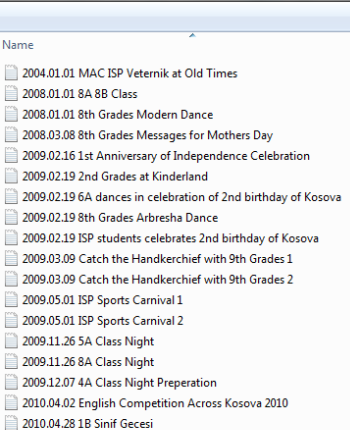 Name
2004.01.01 MAC ISP Veternik at Old Times
2008.01.01 8A 8B Class
2008.01.01 8th Grades Modern Dance
2008.03.08 8th Grades Messages for Mothers Day
2009.02.16 1st Anniversary of Independence Celebration
2009.02.19 2nd Grades at Kinderland
2009.02.19 6A dances in celebration of 2nd birthday of Kosova
2009.02.19 8th Grades Arbresha Dance
2009.02.19 ISP students celebrates 2nd birthday of Kosova
2009.03.09 Catch the Handkerchief with 9th Grades 1
2009.03.09 Catch the Handkerchief with 9th Grades 2
2009.05.01 ISP Sports Carnival 1
2009.05.01 ISP Sports Carnival 2
2009.11.26 5A Class Night
2009.11.26 8A Class Night
2009.12.07 4A Class Night Preperation
2010.04.02 English Competition Across Kosova 2010
2010.04.28 1B Sinif Gecesi